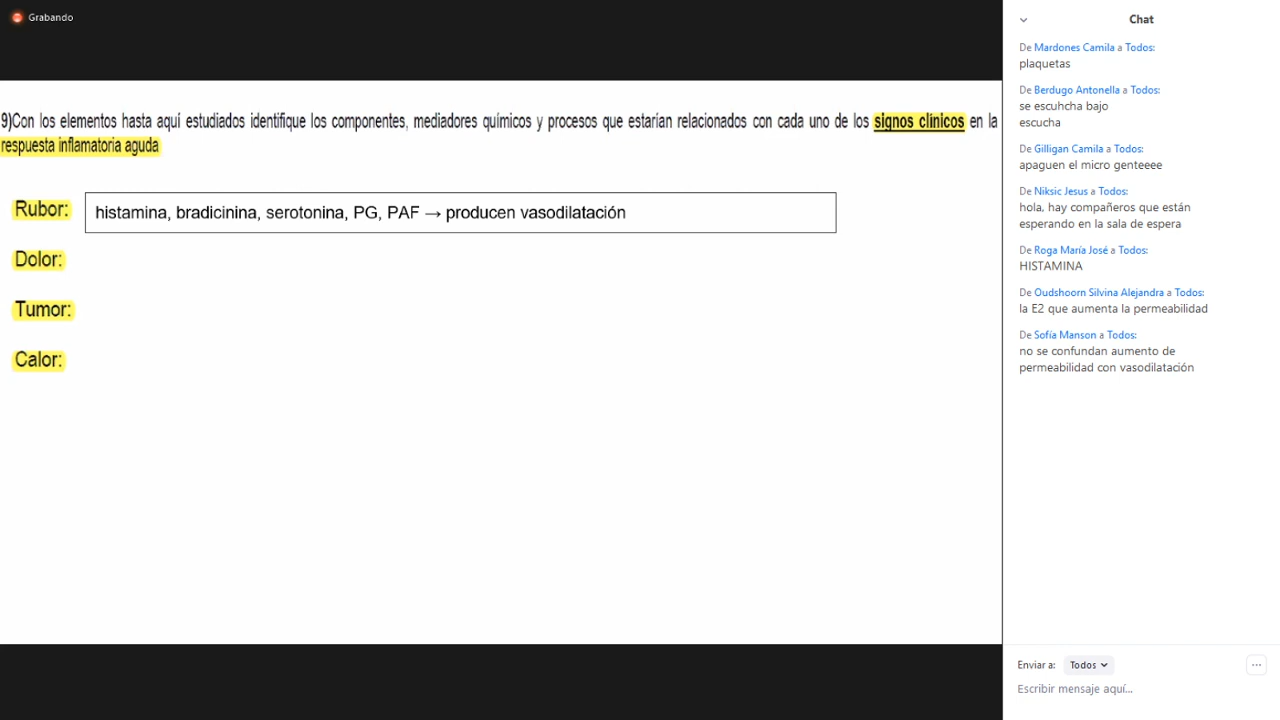 Grabando
9)Con los elementos hasta aquí estudiados identifique los componentes, mediadores químicos y procesos que estarían relacionados con cada uno de los signos clínicos en la
respuesta inflamatoria aguda
Rubor:
histamina, bradicinina, serotonina, PG, PAF → producen vasodilatación
Dolor:
Tumor:
Calor:
Chat
De Mardones Camila a Todos:
plaquetas
De Berdugo Antonella a Todos:
se escuhcha bajo
escucha
De Gilligan Camila a Todos:
apaguen el micro genteeee
De Niksic Jesus a Todos:
hola, hay compañeros que están
esperando en la sala de espera
De Roga María José a Todos:
HISTAMINA
De Oudshoorn Silvina Alejandra a Todos:
la E2 que aumenta la permeabilidad
De Sofía Manson a Todos:
no se confundan aumento de
permeabilidad con vasodilatación
Enviar a: Todos
Escribir mensaje aquí...